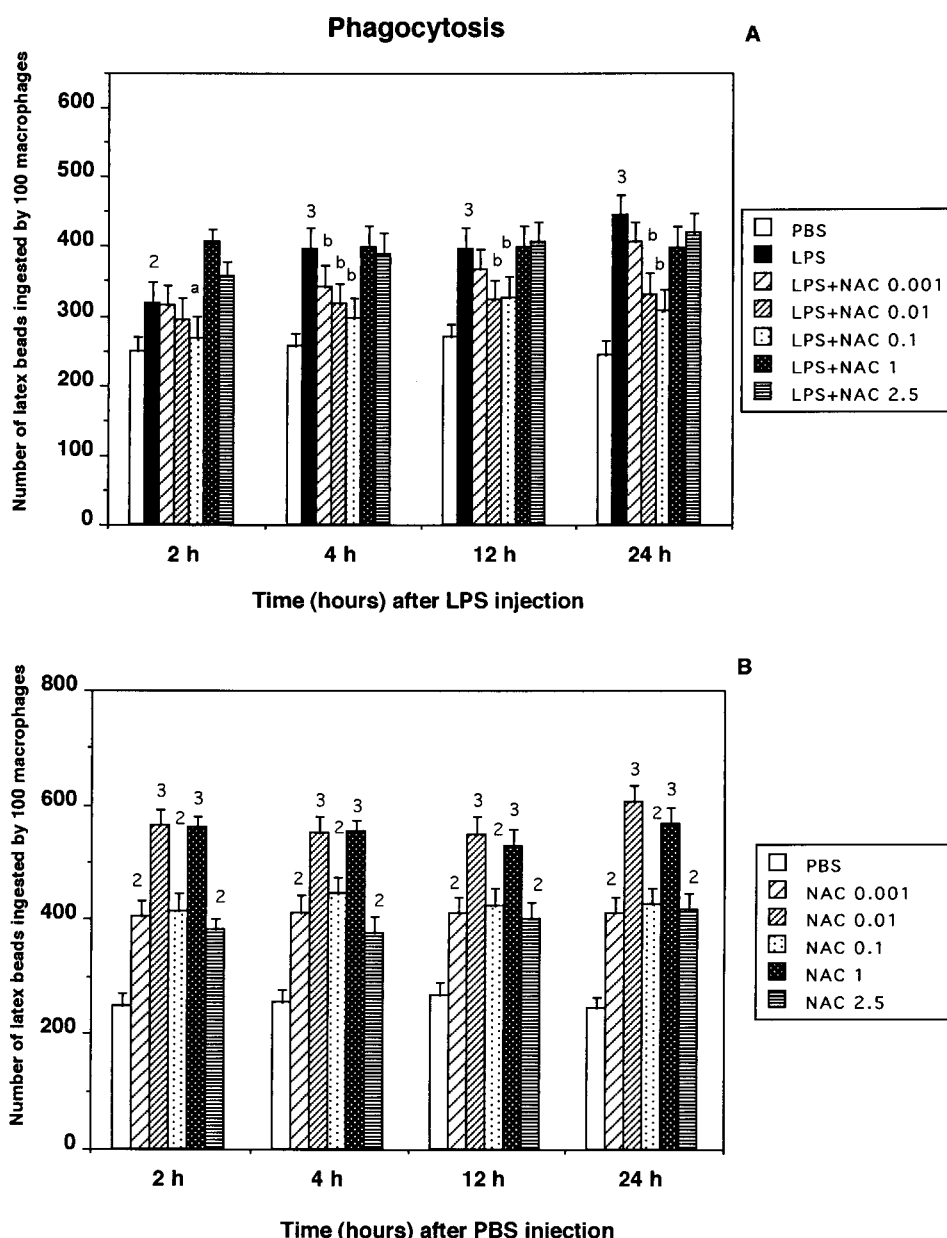 Phagocytosis
A
Number of latex beads ingested by 100 macrophages
600
500
400
300
200
100
0
2
a
3
b
b
b
3
b
b
3
b
b
2 h
4 h
12 h
24 h
Time (hours) after LPS injection
PBS
LPS
LPS+NAC 0.001
LPS+NAC 0.01
LPS+NAC 0.1
LPS+NAC 1
LPS+NAC 2.5
B
Number of latex beads ingested by 100 macrophages
800
600
400
200
0
2
3
2
3
2
2
3
2
3
2
2
3
2
3
2
2
3
2
3
2
2 h
4 h
12 h
24 h
Time (hours) after PBS injection
PBS
NAC 0.001
NAC 0.01
NAC 0.1
NAC 1
NAC 2.5